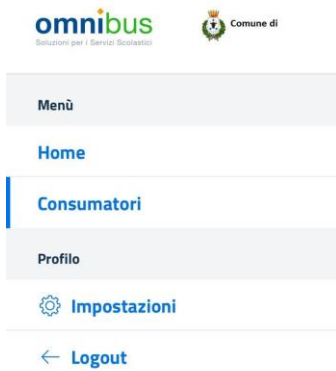 omnibus
Soluzioni per i Servizi Scolastici
Comune di
Menù
Home
Consumatori
Profilo
Impostazioni
Logout